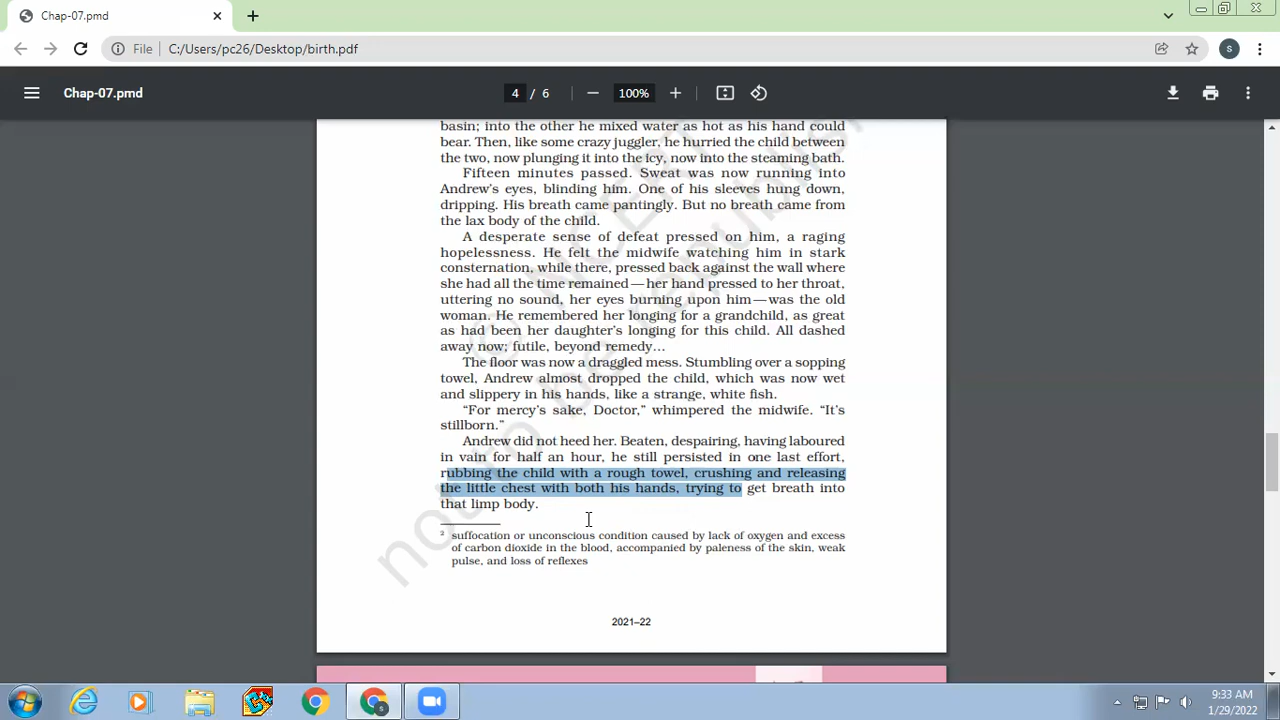 Chap-07.pmd
File
C:/Users/pc26/Desktop/birth.pdf
S
Chap-07.pmd
4 / 6
100%
basin; into the other he mixed water as hot as his hand could
bear. Then, like some crazy juggler, he hurried the child between
the two, now plunging it into the icy, now into the steaming bath.
Fifteen minutes passed. Sweat was now running into
Andrew's eyes, blinding him. One of his sleeves hung down,
dripping. His breath came pantingly. But no breath came from
the lax body of the child.
A desperate sense of defeat pressed on him, a raging
hopelessness. He felt the midwife watching him in stark
consternation, while there, pressed back against the wall where
she had all the time remained—her hand pressed to her throat,
uttering no sound, her eyes burning upon him—was the old
woman. He remembered her longing for a grandchild, as great
as had been her daughter's longing for this child. All dashed
away now; futile, beyond remedy...
The floor was now a draggled mess. Stumbling over a sopping
towel, Andrew almost dropped the child, which was now wet
and slippery in his hands, like a strange, white fish.
“For mercy's sake, Doctor,” whimpered the midwife. “It's
stillborn.”
Andrew did not heed her. Beaten, despairing, having laboured
in vain for half an hour, he still persisted in one last effort,
rubbing the child with a rough towel, crushing and releasing
the little chest with both his hands, trying to get breath into
that limp body.
2 suffocation or unconscious condition caused by lack of oxygen and excess
of carbon dioxide in the blood, accompanied by paleness of the skin, weak
pulse, and loss of reflexes
2021–22
© NCERT
not to be republish
9:33 AM
1/29/2022